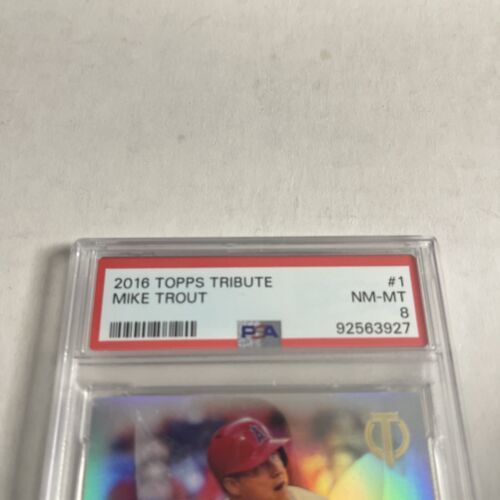 2016 TOPPS TRIBUTE #1
MIKE TROUT NM-MT
8
PSA 92563927
A
T